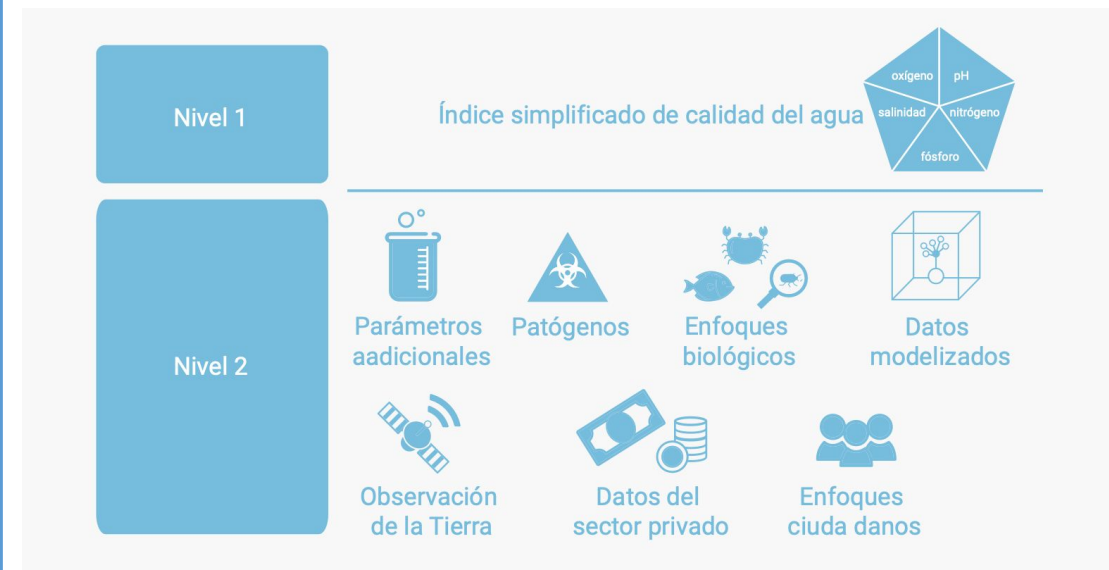 Nivel 1
Índice simplificado de calidad del agua
oxígeno
pH
salinidad
nitrógeno
fósforo
Nivel 2
Parámetros
aadicionales
Patógenos
Enfoques
biológicos
Datos
modelizados
Observación
de la Tierra
Datos del
sector privado
Enfoques
ciuda danos